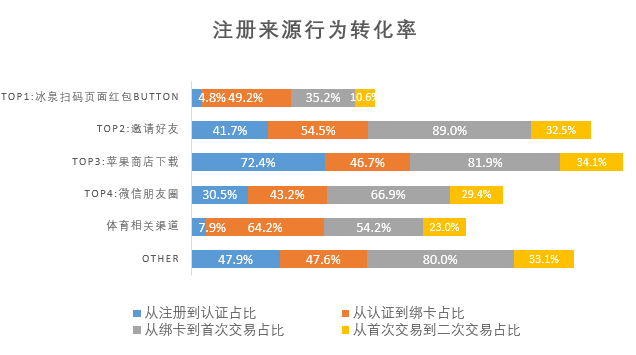 注册来源行为转化率
TOP1:冰泉扫码页面红包BUTTON 4.8% 49.2% 35.2% 10.6%
TOP2:邀请好友 41.7% 54.5% 89.0% 32.5%
TOP3:苹果商店下载 72.4% 46.7% 81.9% 34.1%
TOP4:微信朋友圈 30.5% 43.2% 66.9% 29.4%
体育相关渠道 7.9% 64.2% 54.2% 23.0%
OTHER 47.9% 47.6% 80.0% 33.1%
从注册到认证占比 从认证到绑卡占比
从绑卡到首次交易占比 从首次交易到二次交易占比